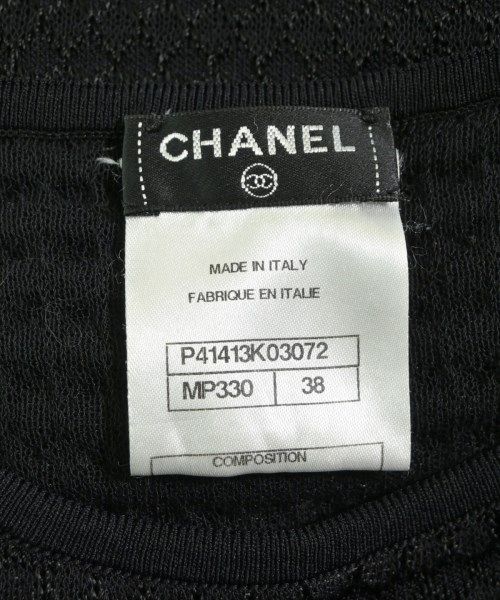 CHANEL
MADE IN ITALY
FABRIQUE EN ITALIE
P41413K03072
MP330 38
COMPOSITION